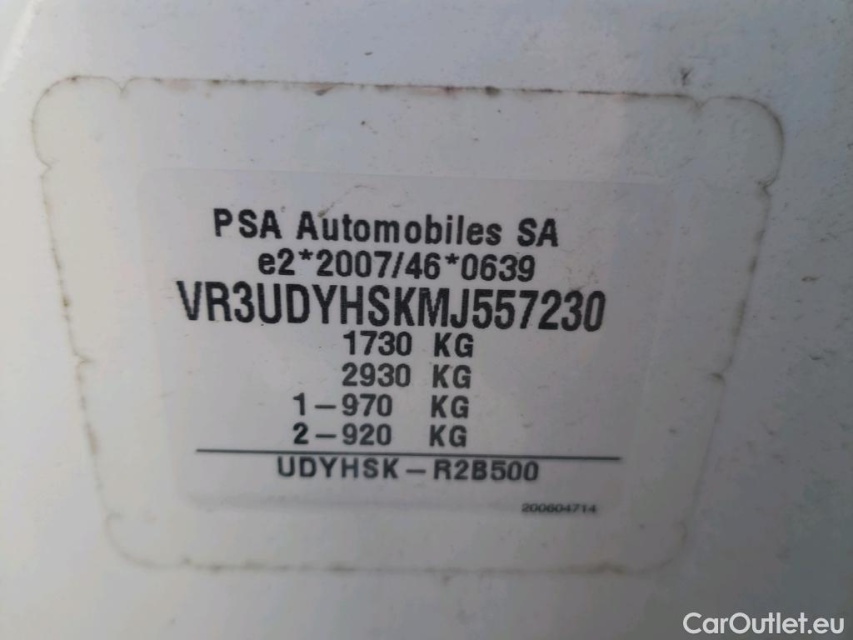 PSA Automobiles SA
e2*2007/46*0639
VR3UDYHSKMJ557230
1730 KG
2930 KG
1-970 KG
2-920 KG
UDYHSK-R2B500
200604714
CarOutlet.eu